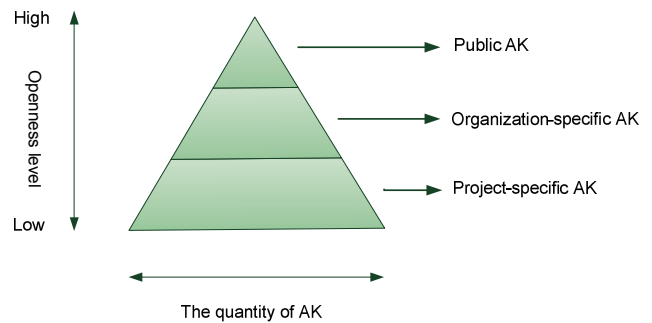 High
Public AK
Openness level
Organization-specific AK
Project-specific AK
Low
The quantity of AK